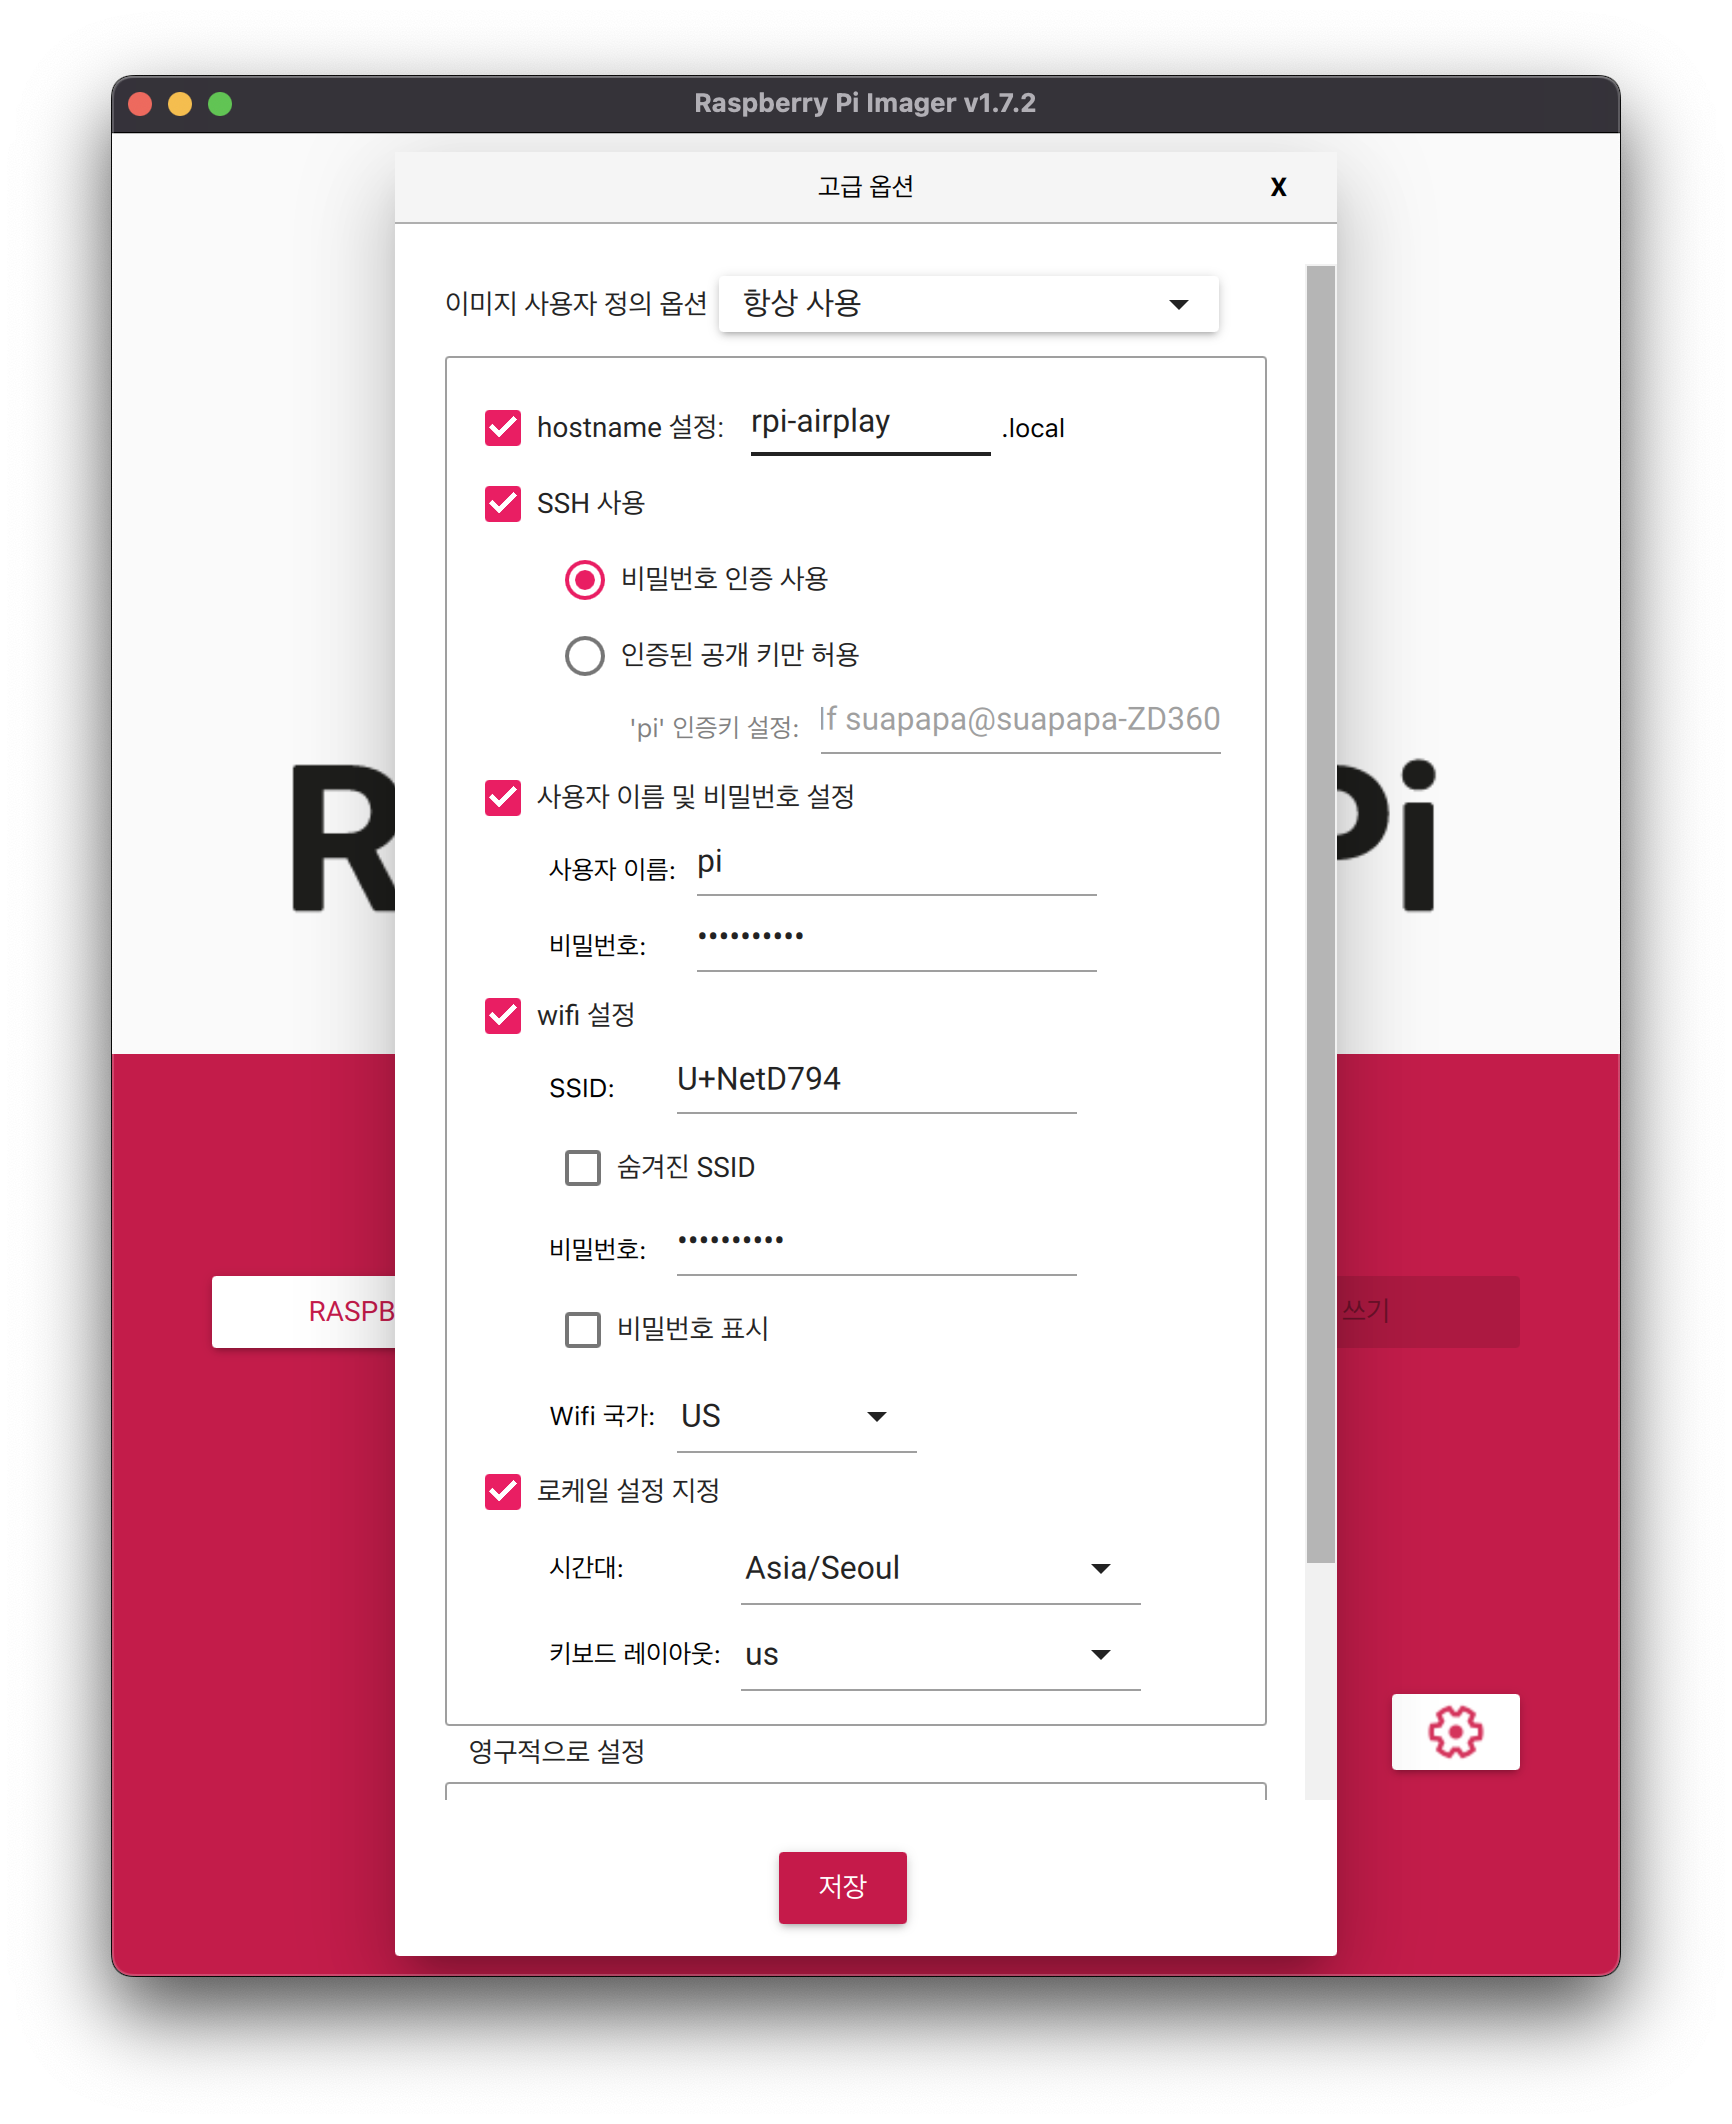 Raspberry Pi Imager v1.7.2
고급 옵션 X
이미지 사용자 정의 옵션 항상 사용
hostname 설정: rpi-airplay .local
SSH 사용
비밀번호 인증 사용
인증된 공개 키만 허용
'pi' 인증키 설정: lf suapapa@suapapa-ZD360
R Pi
사용자 이름 및 비밀번호 설정
사용자 이름: pi
비밀번호: ••••••••••
wifi 설정
SSID: U+NetD794
숨겨진 SSID
비밀번호: ••••••••••
RASPB 쓰기
비밀번호 표시
Wifi 국가: US
로케일 설정 지정
시간대: Asia/Seoul
키보드 레이아웃: us
영구적으로 설정
저장